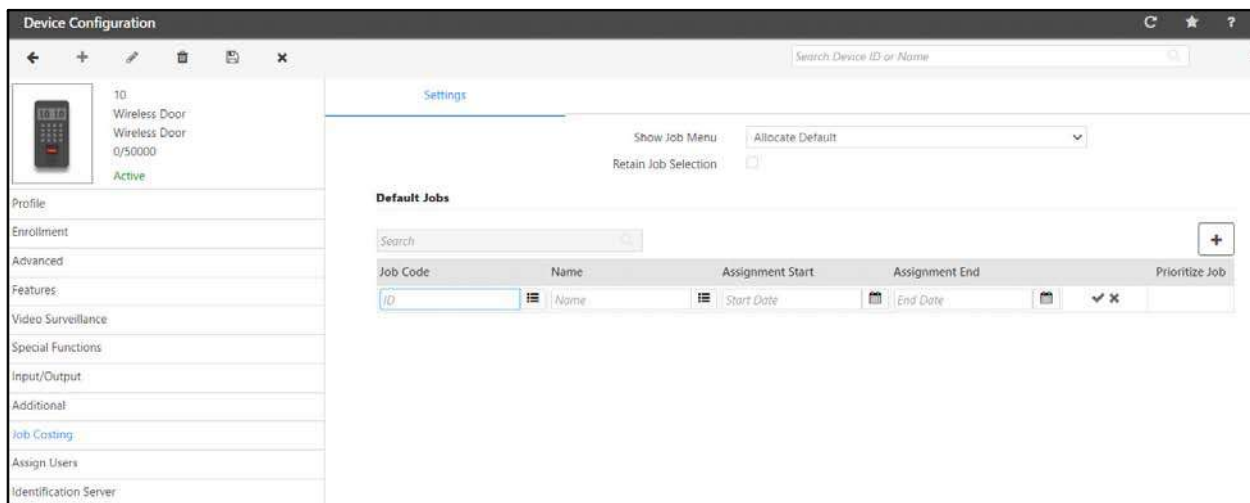 Device Configuration
?
Search Device ID or Name
10
Wireless Door
Wireless Door
0/50000
Active
Profile
Enrollment
Advanced
Features
Video Surveillance
Special Functions
Input/Output
Additional
Job Costing
Assign Users
Identification Server
Settings
Show Job Menu Allocate Default
Retain Job Selection
Default Jobs
Search
Job Code Name Assignment Start Assignment End Prioritize Job
ID Name Start Date End Date